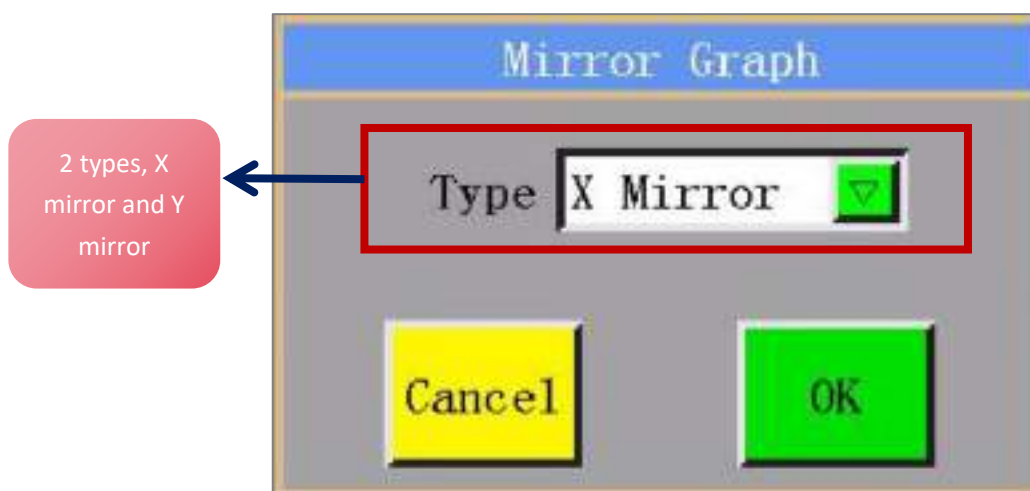 Mirror Graph
2 types, X
mirror and Y
mirror
Type X Mirror
Cancel OK